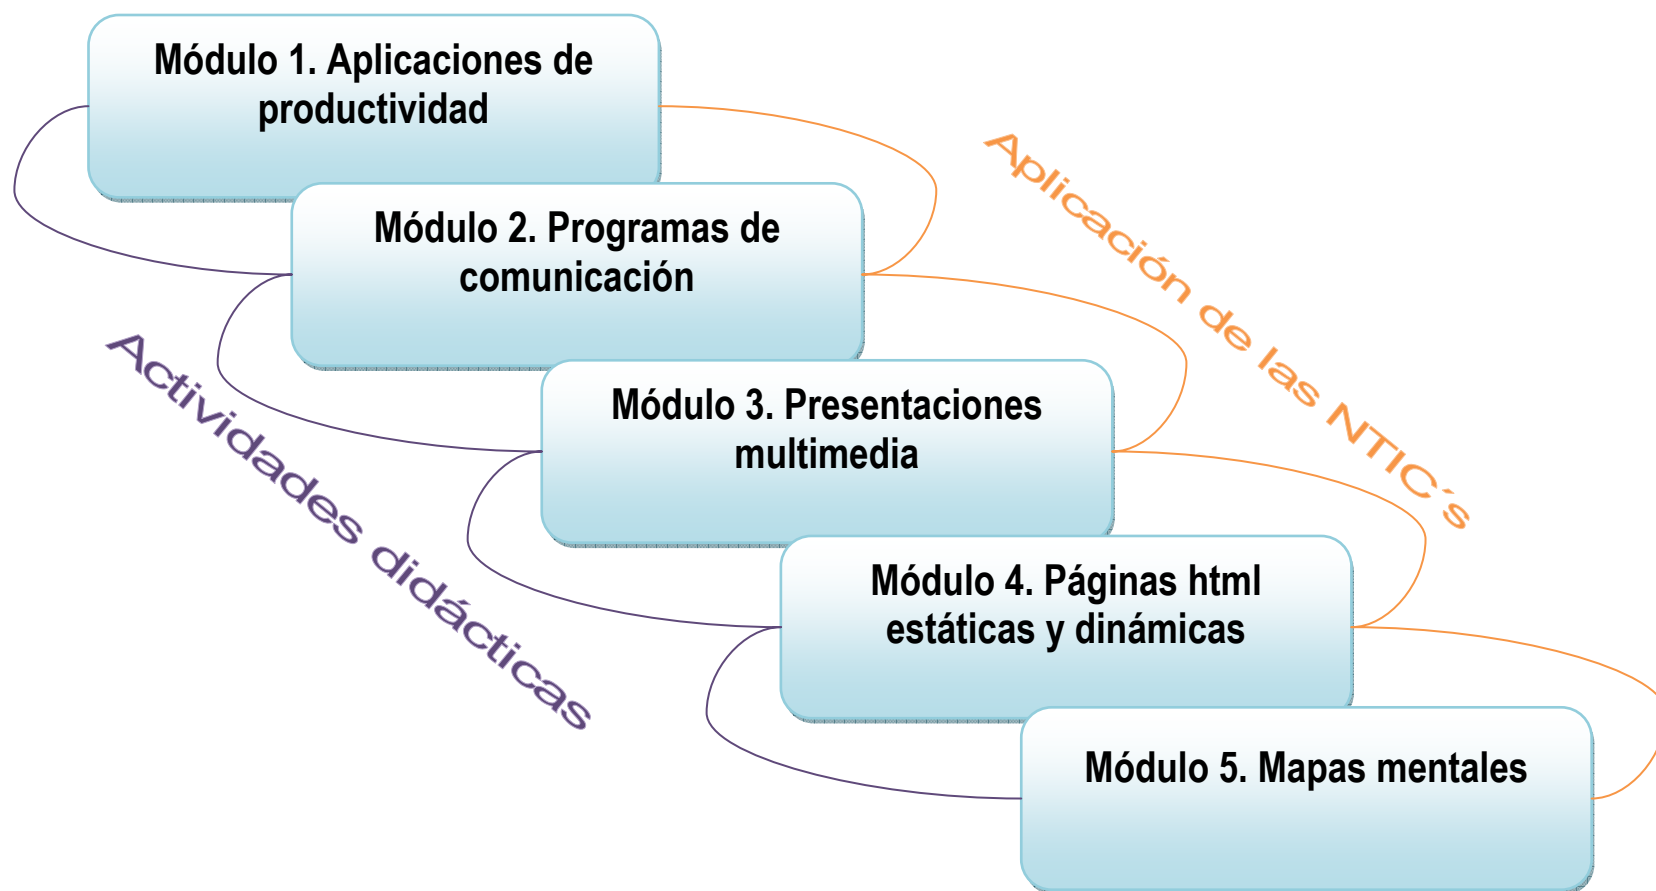 Módulo 1. Aplicaciones de
productividad
Aplicación de las NTIC´s
Módulo 2. Programas de
comunicación
Actividades didácticas
Módulo 3. Presentaciones
multimedia
Módulo 4. Páginas html
estáticas y dinámicas
Módulo 5. Mapas mentales